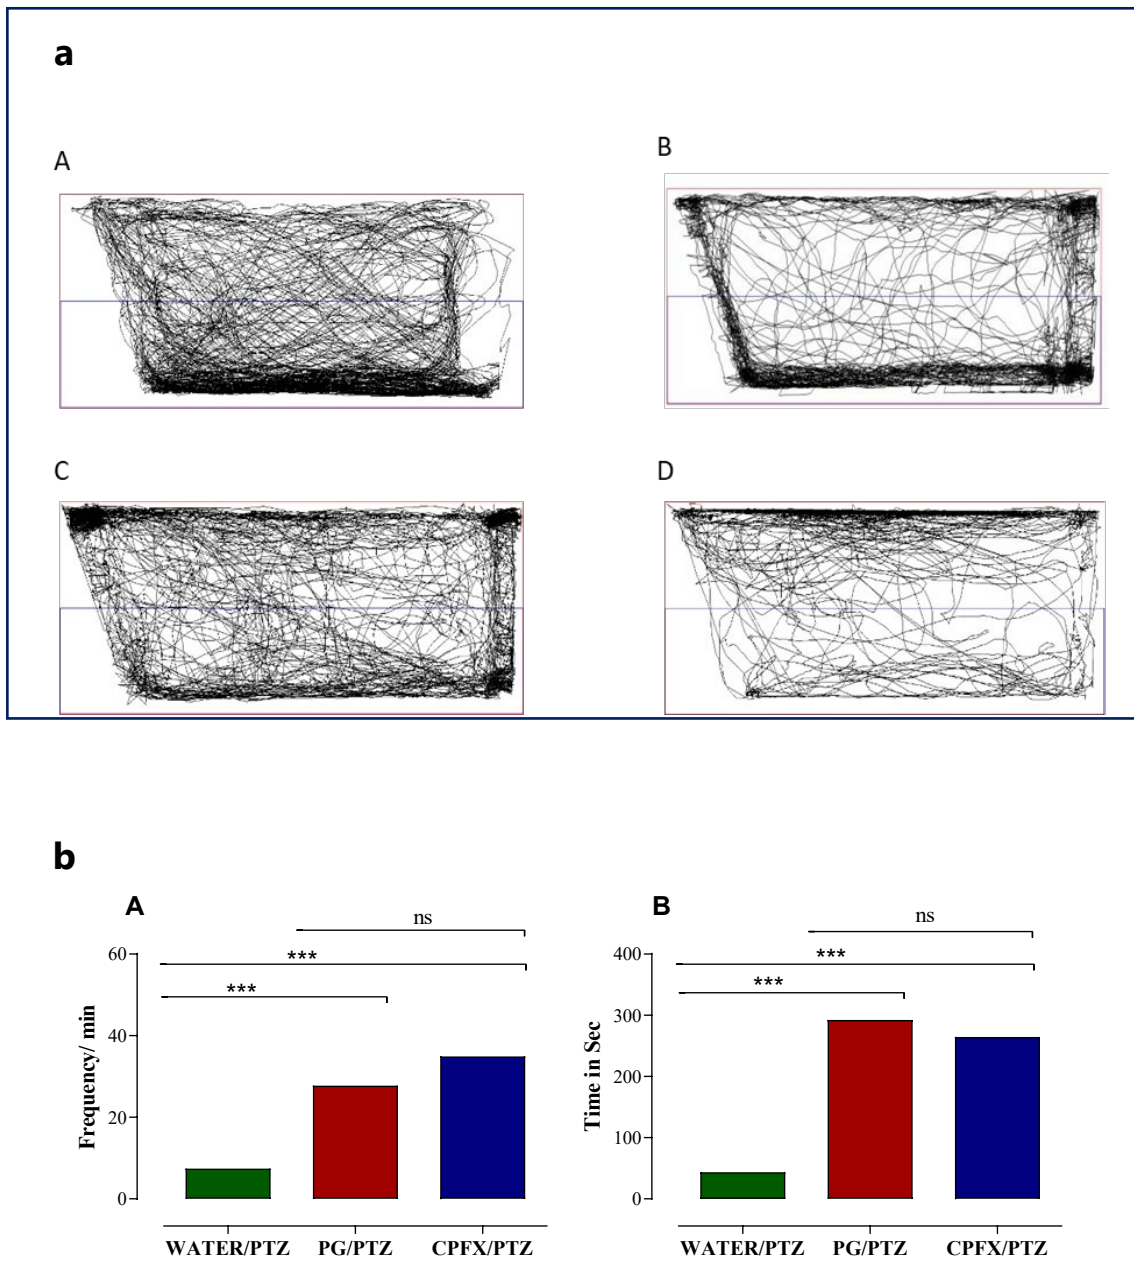 a
A
B
C
D
b
A
ns
***
***
60
40
20
0
Frequency/ min
WATER/PTZ
PG/PTZ
CPFX/PTZ
B
ns
***
***
400
300
200
100
0
Time in Sec
WATER/PTZ
PG/PTZ
CPFX/PTZ